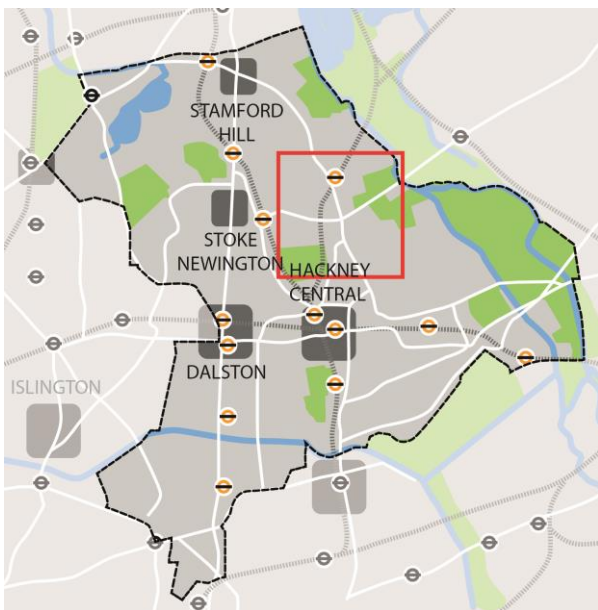 STAMFORD
HILL
STOKE
NEWINGTON
HACKNEY
CENTRAL
DALSTON
ISLINGTON